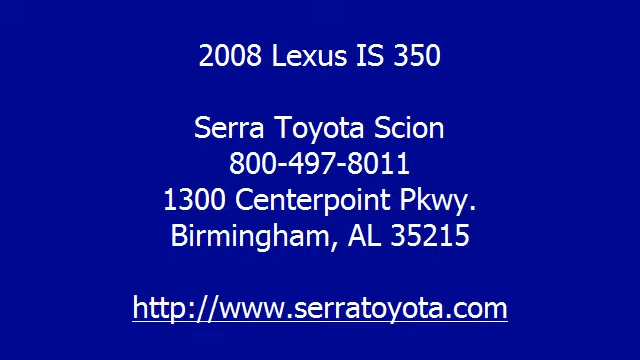 2008 Lexus IS 350
Serra Toyota Scion
800-497-8011
1300 Centerpoint Pkwy.
Birmingham, AL 35215
http://www.serratoyota.com